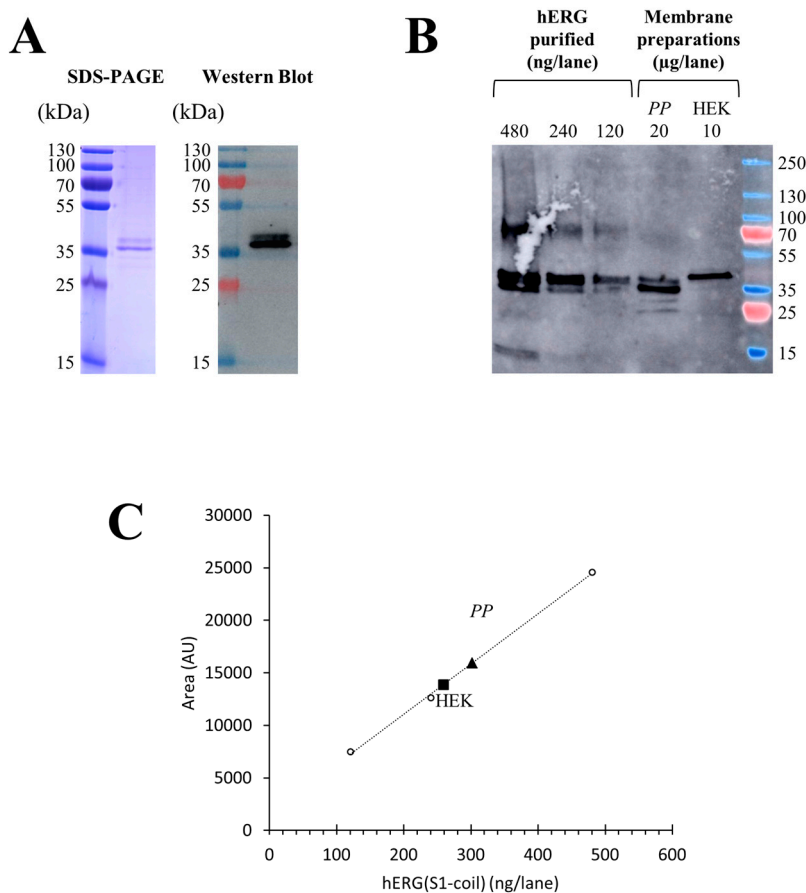 A
SDS-PAGE
Western Blot
(kDa)
(kDa)
130
100
70
55
35
25
15
130
100
70
55
35
25
15
B
hERG
purified
(ng/lane)
Membrane
preparations
(µg/lane)
PP
HEK
480
240
120
20
10
250
130
100
70
55
35
25
15
C
30000
25000
20000
15000
10000
5000
0
Area (AU)
PP
HEK
0
100
200
300
400
500
600
hERG(S1-coil) (ng/lane)